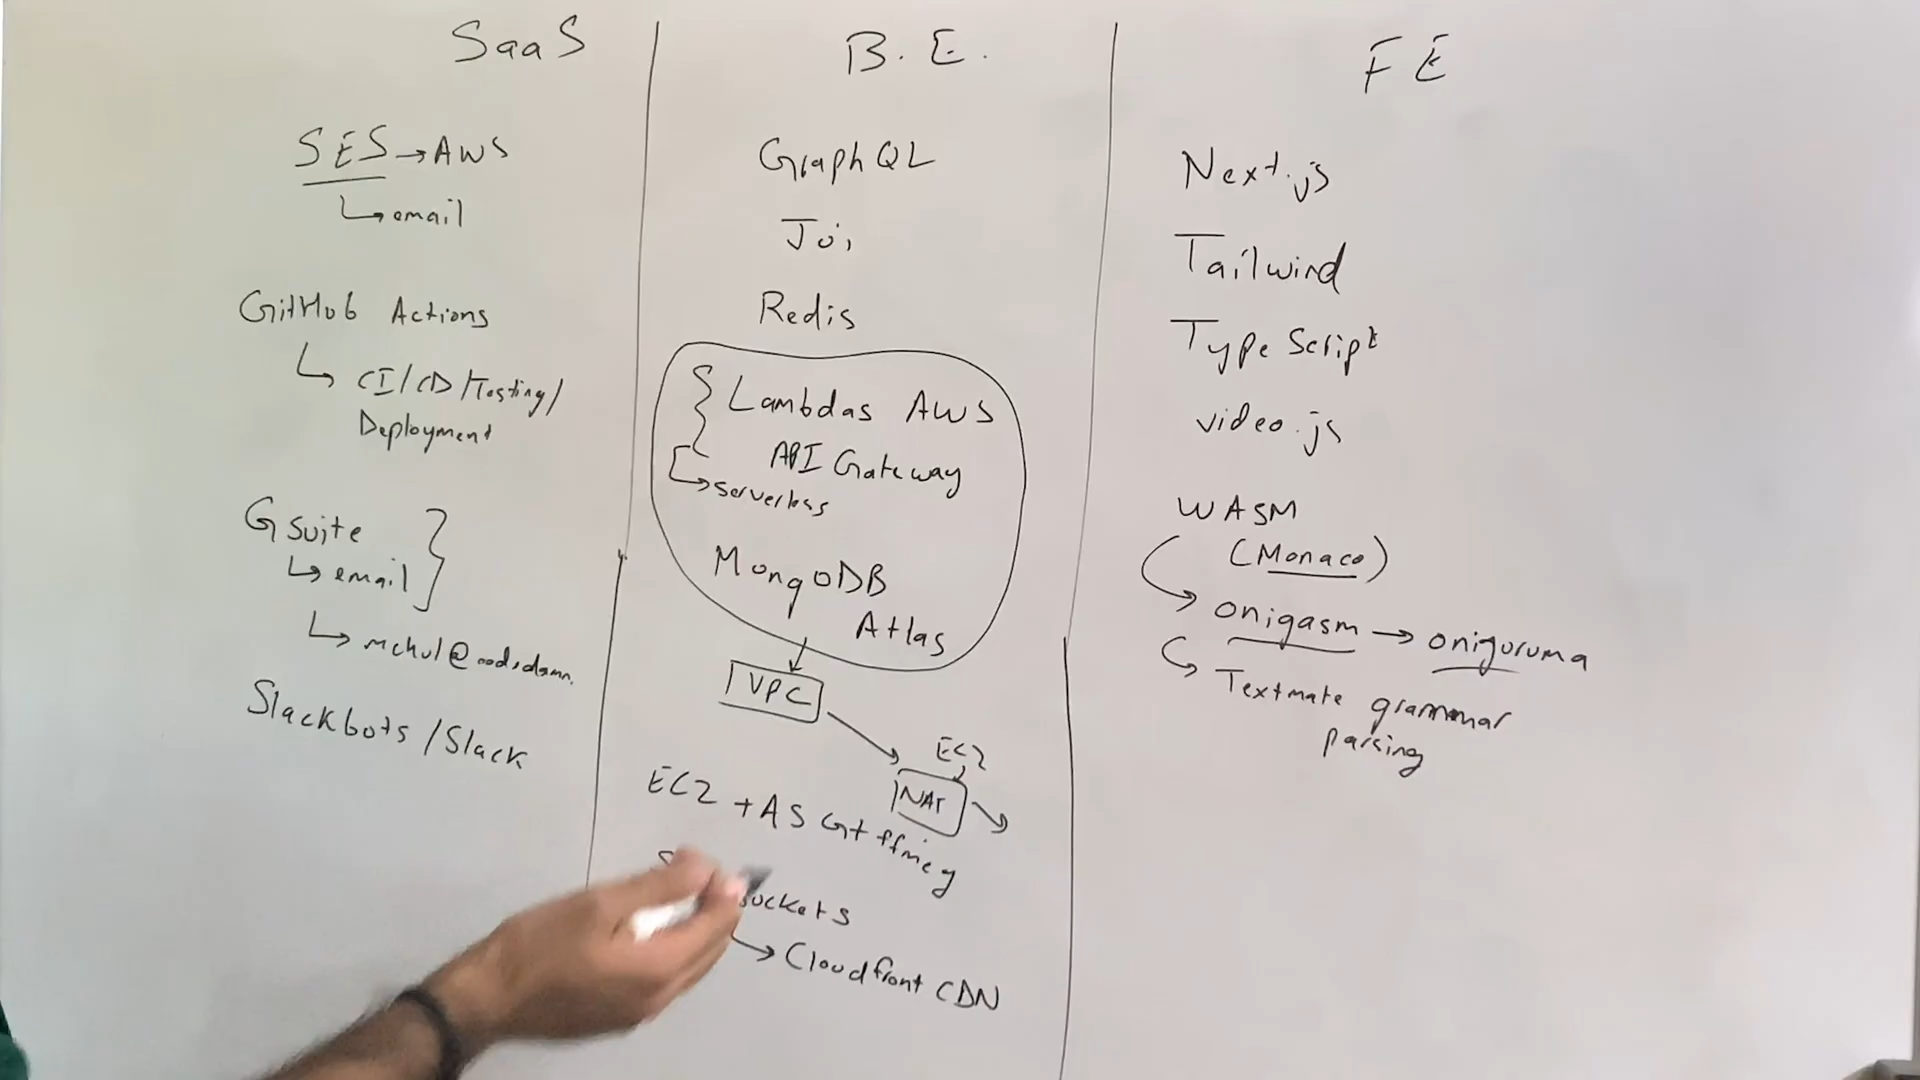 SaaS
SES → AWS
↳ email
GitHub Actions
↳ CI/CD/Testing/
Deployment
G Suite
↳ email
↳
Slackbots / Slack
B. E.
GraphQL
Joi
Redis
Lambdas AWS
API Gateway
↳ serverless
MongoDB
Atlas
VPC
EC2
NAT
EC2 + ASG +
↳ Cloudfront CDN
FE
Next.js
Tailwind
TypeScript
video.js
WASM
(Monaco)
onigasm → oniguruma
Textmate grammar
parsing